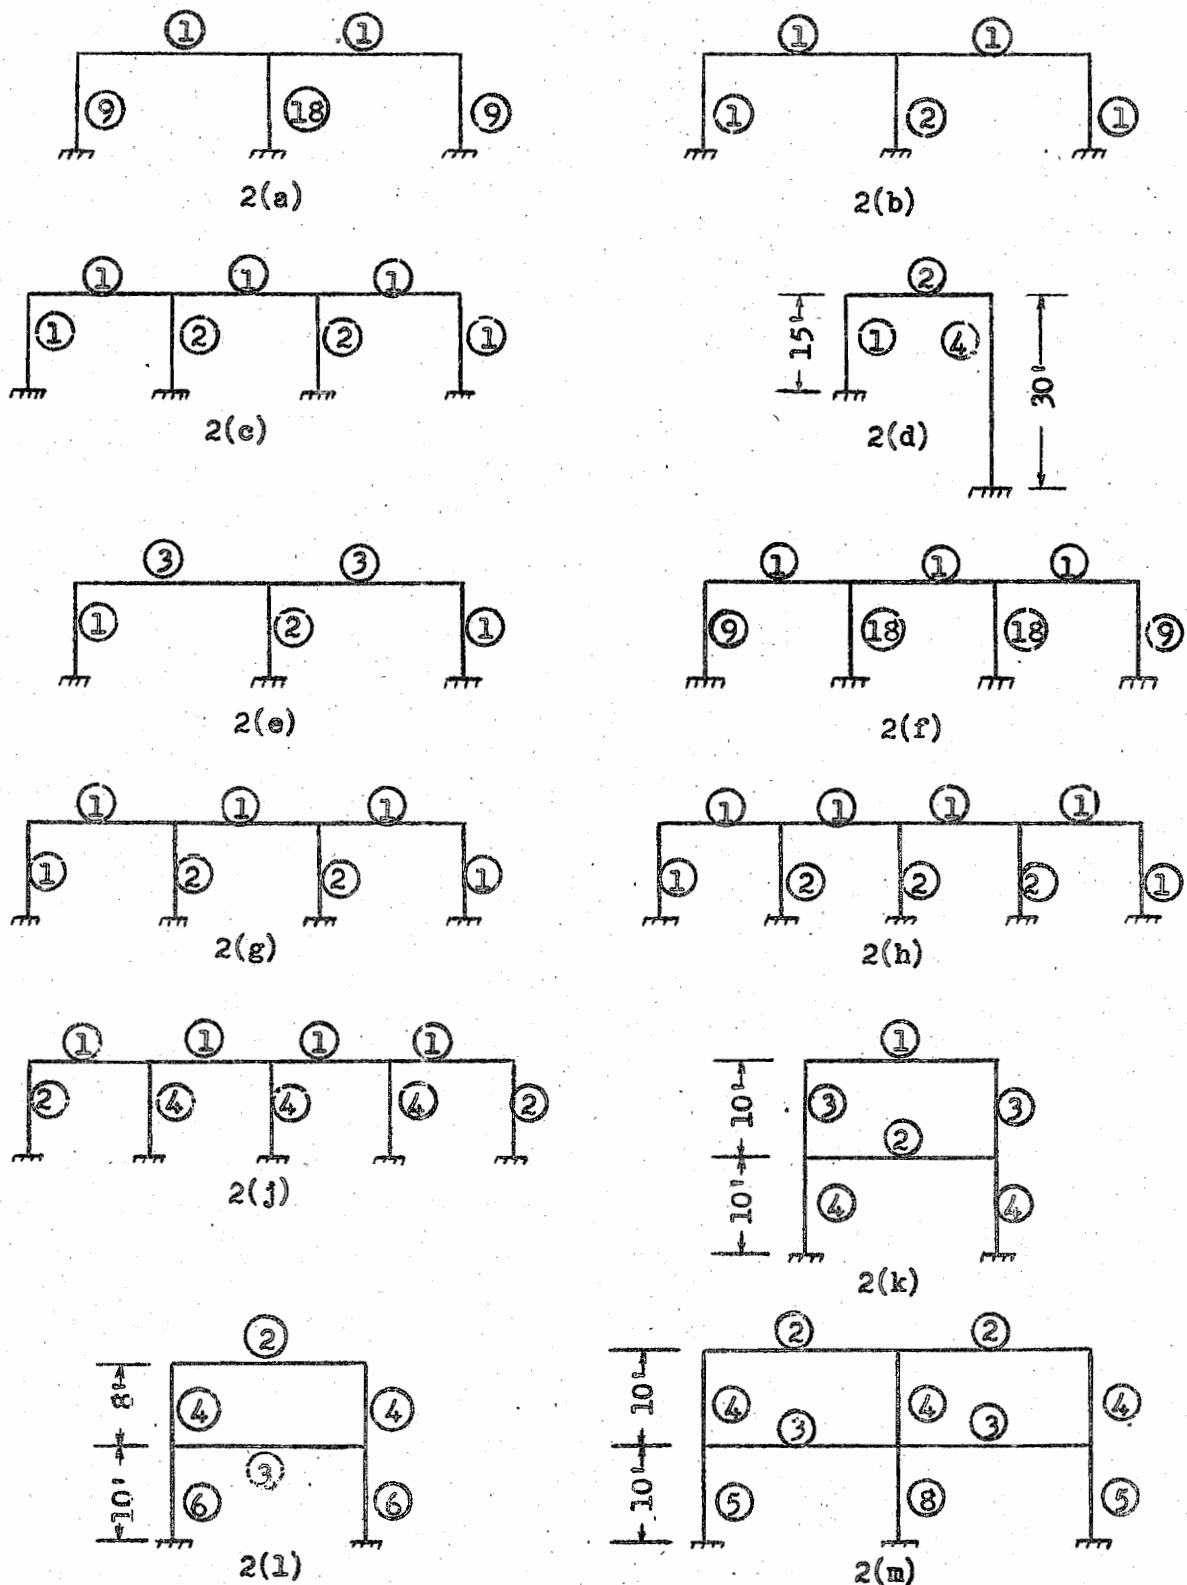 1 1 1 1
9 18 9 1 2 1
2(a) 2(b)
1 1 1 2
1 2 2 1 15' 1 4
30'
2(c) 2(d)
3 3 1 1 1
1 2 1 9 18 18 9
2(e) 2(f)
1 1 1 1 1 1 1
1 2 2 1 1 2 2 2 1
2(g) 2(h)
1 1 1 1 1
2 4 4 4 2 10' 3 3
2
2(j) 10' 4 4
2(k)
2 2 2
8' 4 4 10' 4 4 4
3 3 3
10' 6 6 10' 5 8 5
2(l) 2(m)